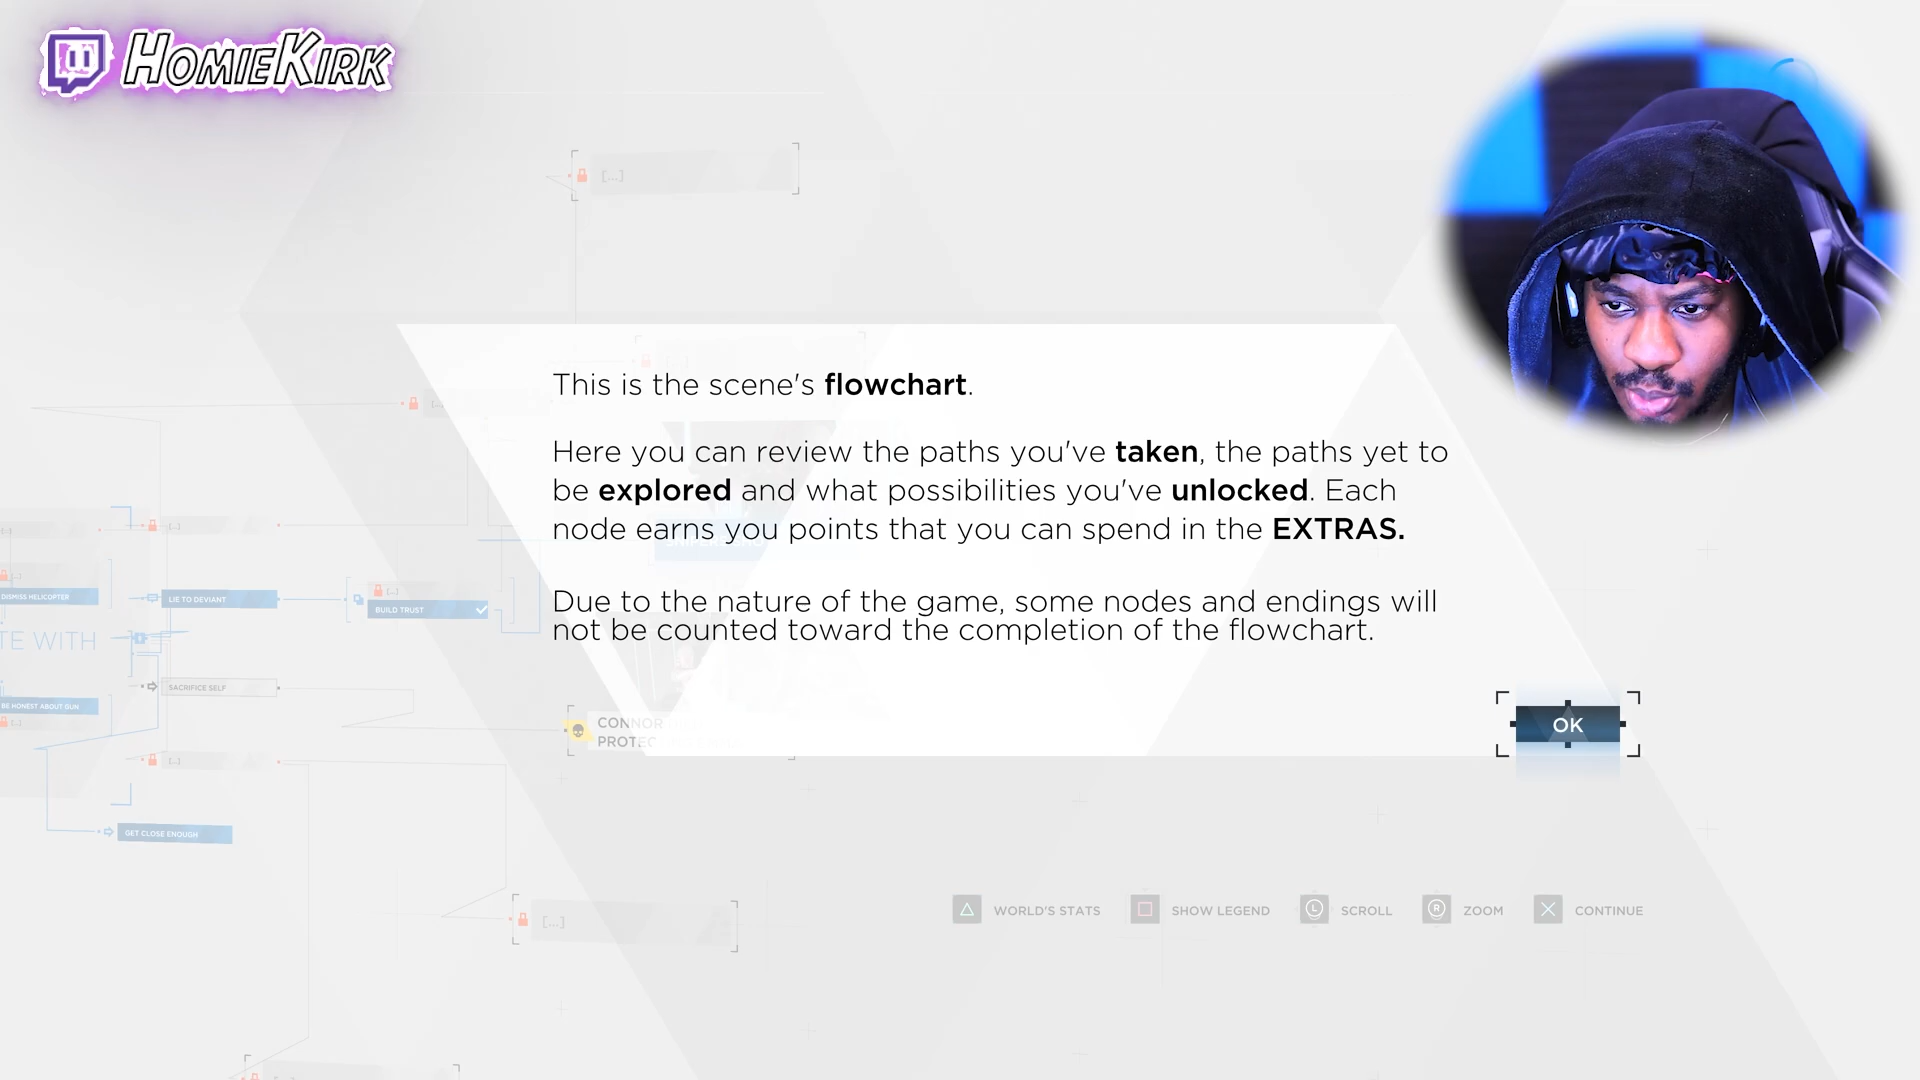 HOMIEKIRK
[...]
This is the scene's flowchart.
Here you can review the paths you've taken, the paths yet to
be explored and what possibilities you've unlocked. Each
node earns you points that you can spend in the EXTRAS.
Due to the nature of the game, some nodes and endings will
not be counted toward the completion of the flowchart.
OK
[...]
[...]
DISMISS HELICOPTER
LIE TO DEVIANT
[...]
BUILD TRUST
TE WITH
SACRIFICE SELF
BE HONEST ABOUT GUN
[...]
[...]
CONNOR
PROTEC
GET CLOSE ENOUGH
[...]
WORLD'S STATS
SHOW LEGEND
L
SCROLL
R
ZOOM
CONTINUE